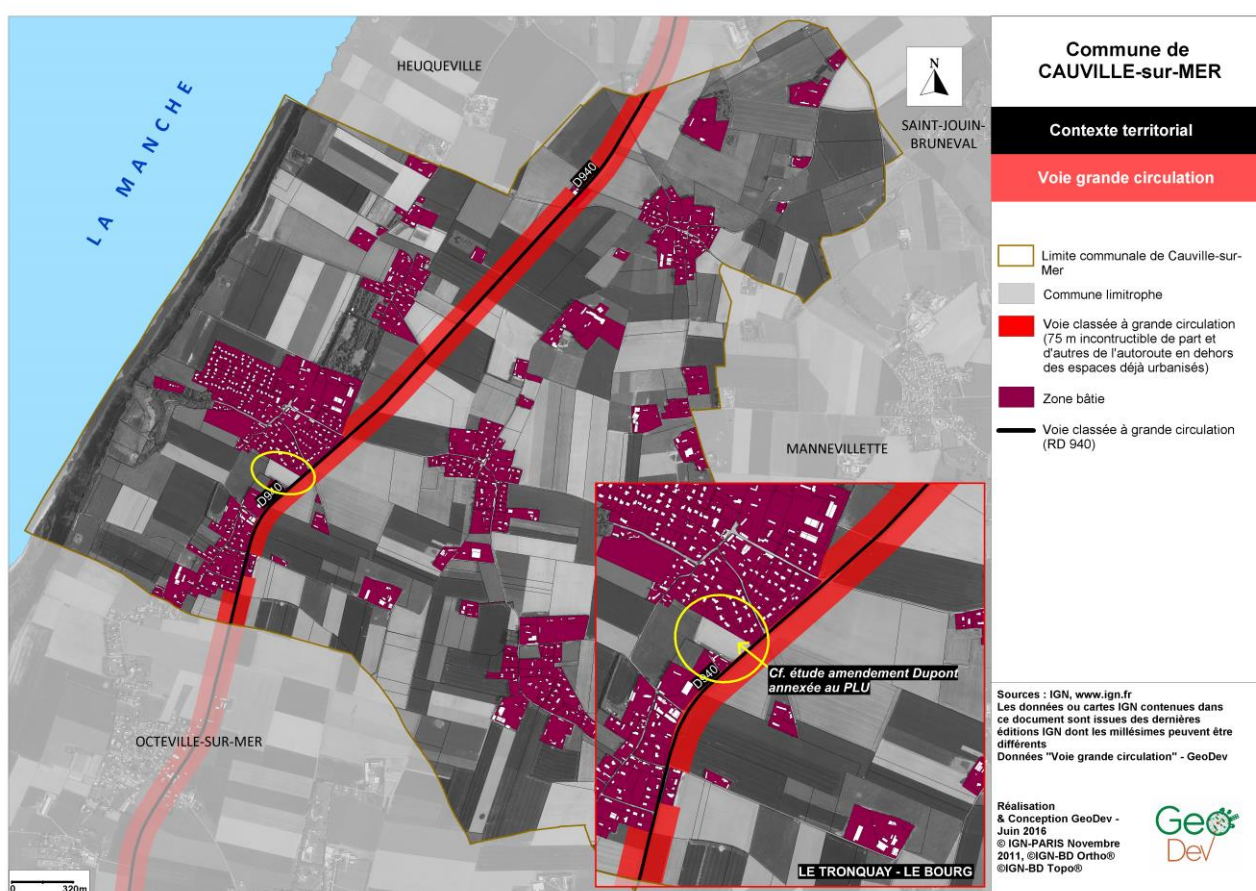 Commune de
CAUVILLE-sur-MER
Contexte territorial
Voie grande circulation
Limite communale de Cauville-sur-
Mer
Commune limitrophe
Voie classée à grande circulation
(75 m incontructible de part et
d'autres de l'autoroute en dehors
des espaces déjà urbanisés)
Zone bâtie
Voie classée à grande circulation
(RD 940)
LA MANCHE
HEUQUEVILLE
N
SAINT-JOUIN-
BRUNEVAL
D940
MANNEVILLETTE
D940
OCTEVILLE-SUR-MER
D940
Cf. étude amendement Dupont
annexée au PLU
LE TRONQUAY - LE BOURG
0 320m
Sources : IGN, www.ign.fr
Les données ou cartes IGN contenues dans
ce document sont issues des dernières
éditions IGN dont les millésimes peuvent être
différents
Données "Voie grande circulation" - GeoDev
Réalisation
& Conception GeoDev -
Juin 2016
© IGN-PARIS Novembre
2011, ©IGN-BD Ortho®
©IGN-BD Topo®
Geo
Dev